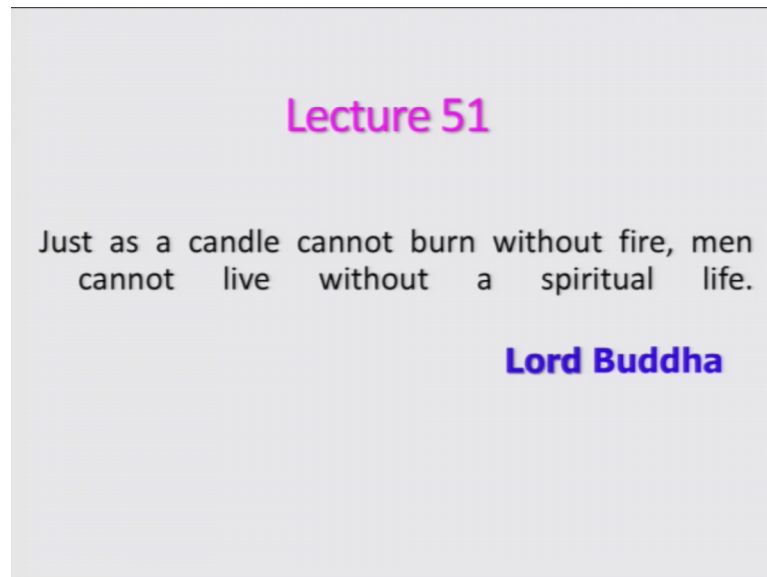 Lecture 51
Just as a candle cannot burn without fire, men
cannot live without a spiritual life.
Lord Buddha